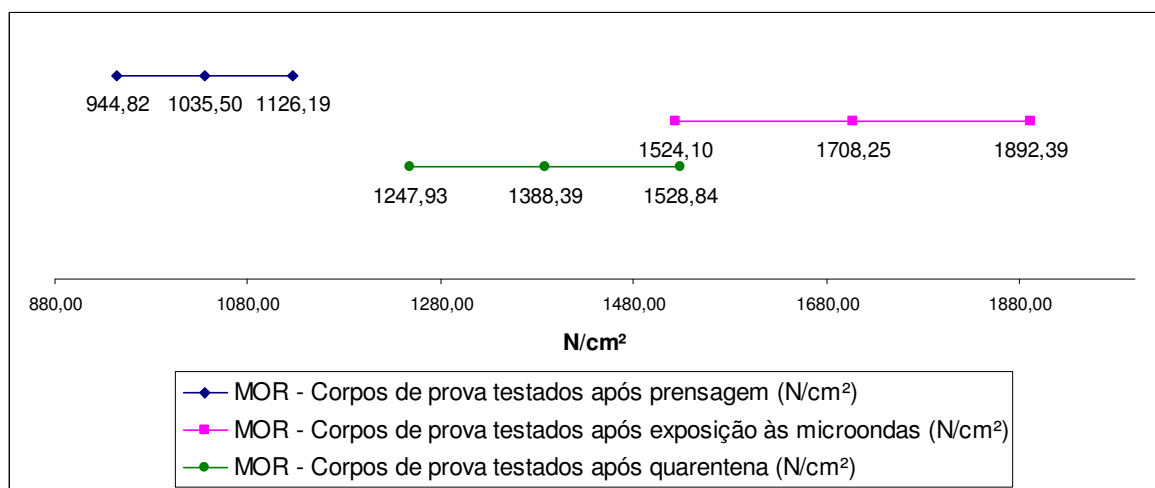 944,82 1035,50 1126,19
1524,10 1708,25 1892,39
1247,93 1388,39 1528,84
880,00 1080,00 1280,00 1480,00 1680,00 1880,00
N/cm²
MOR - Corpos de prova testados após prensagem (N/cm²)
MOR - Corpos de prova testados após exposição às microondas (N/cm²)
MOR - Corpos de prova testados após quarentena (N/cm²)